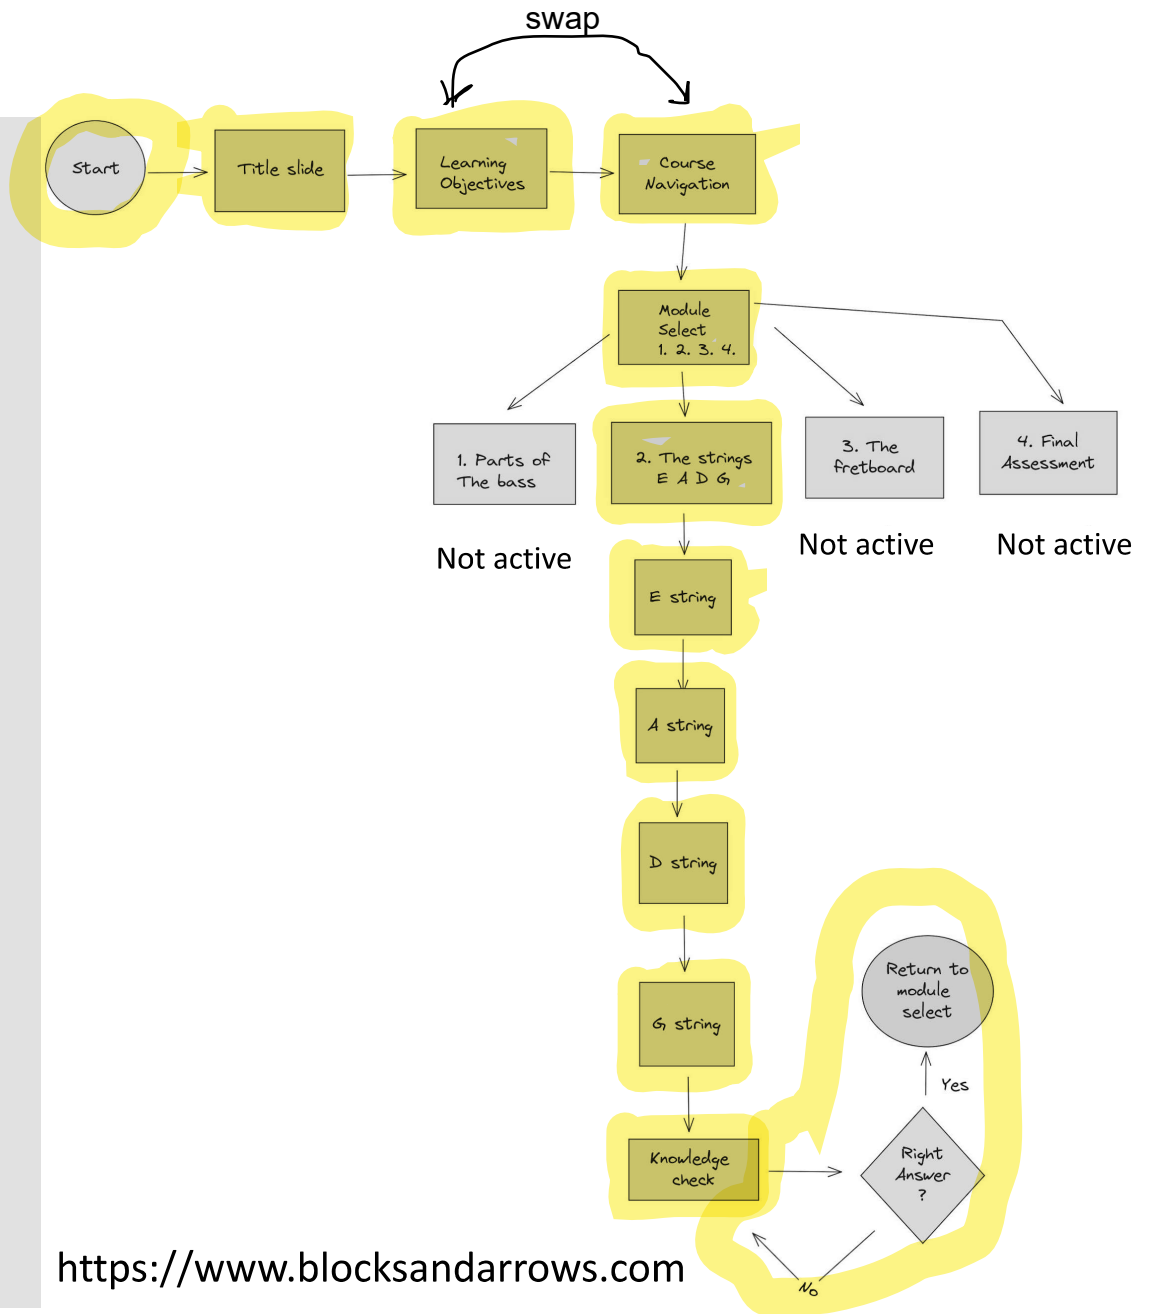 swap
Start
Title slide
Learning
Objectives
Course
Navigation
Module
Select
1. 2. 3. 4.
1. Parts of
The bass
2. The strings
E A D G
3. The
fretboard
4. Final
Assessment
Not active
Not active
Not active
E string
A string
D string
G string
Return to
module
select
Yes
Knowledge
check
Right
Answer
?
No
https://www.blocksandarrows.com